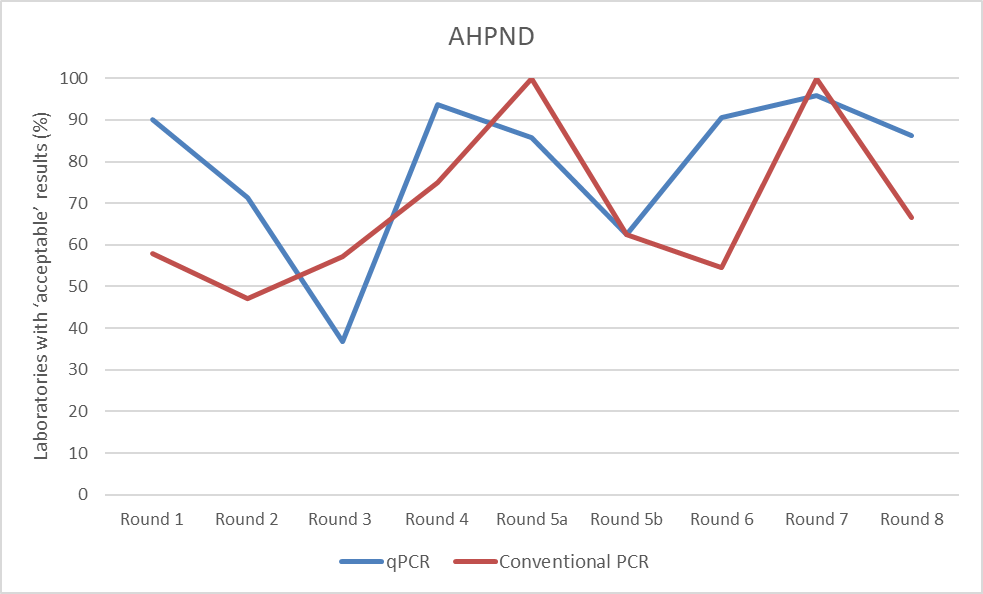 AHPND
Laboratories with ‘acceptable’ results (%)
100
90
80
70
60
50
40
30
20
10
0
Round 1 Round 2 Round 3 Round 4 Round 5a Round 5b Round 6 Round 7 Round 8
qPCR Conventional PCR